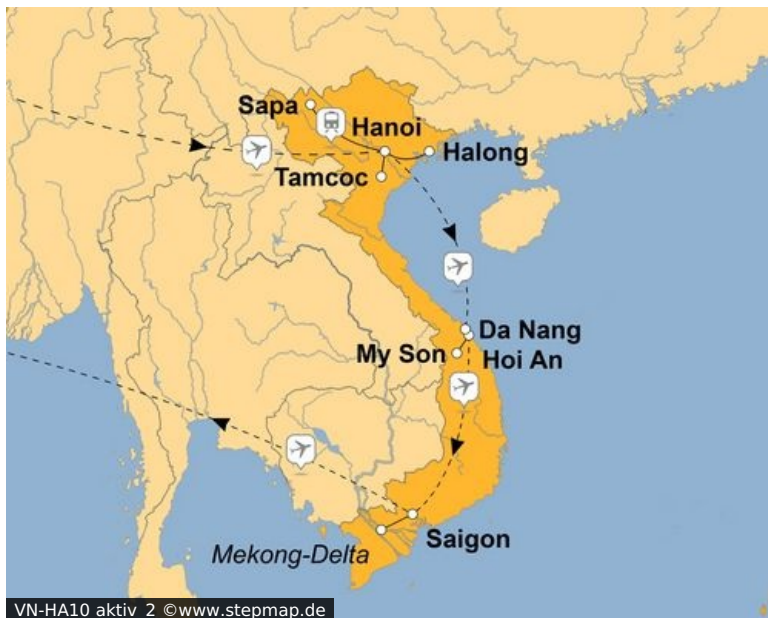 Sapa
Hanoi
Halong
Tamcoc
Da Nang
My Son
Hoi An
Saigon
Mekong-Delta
VN-HA10 aktiv 2 ©www.stepmap.de